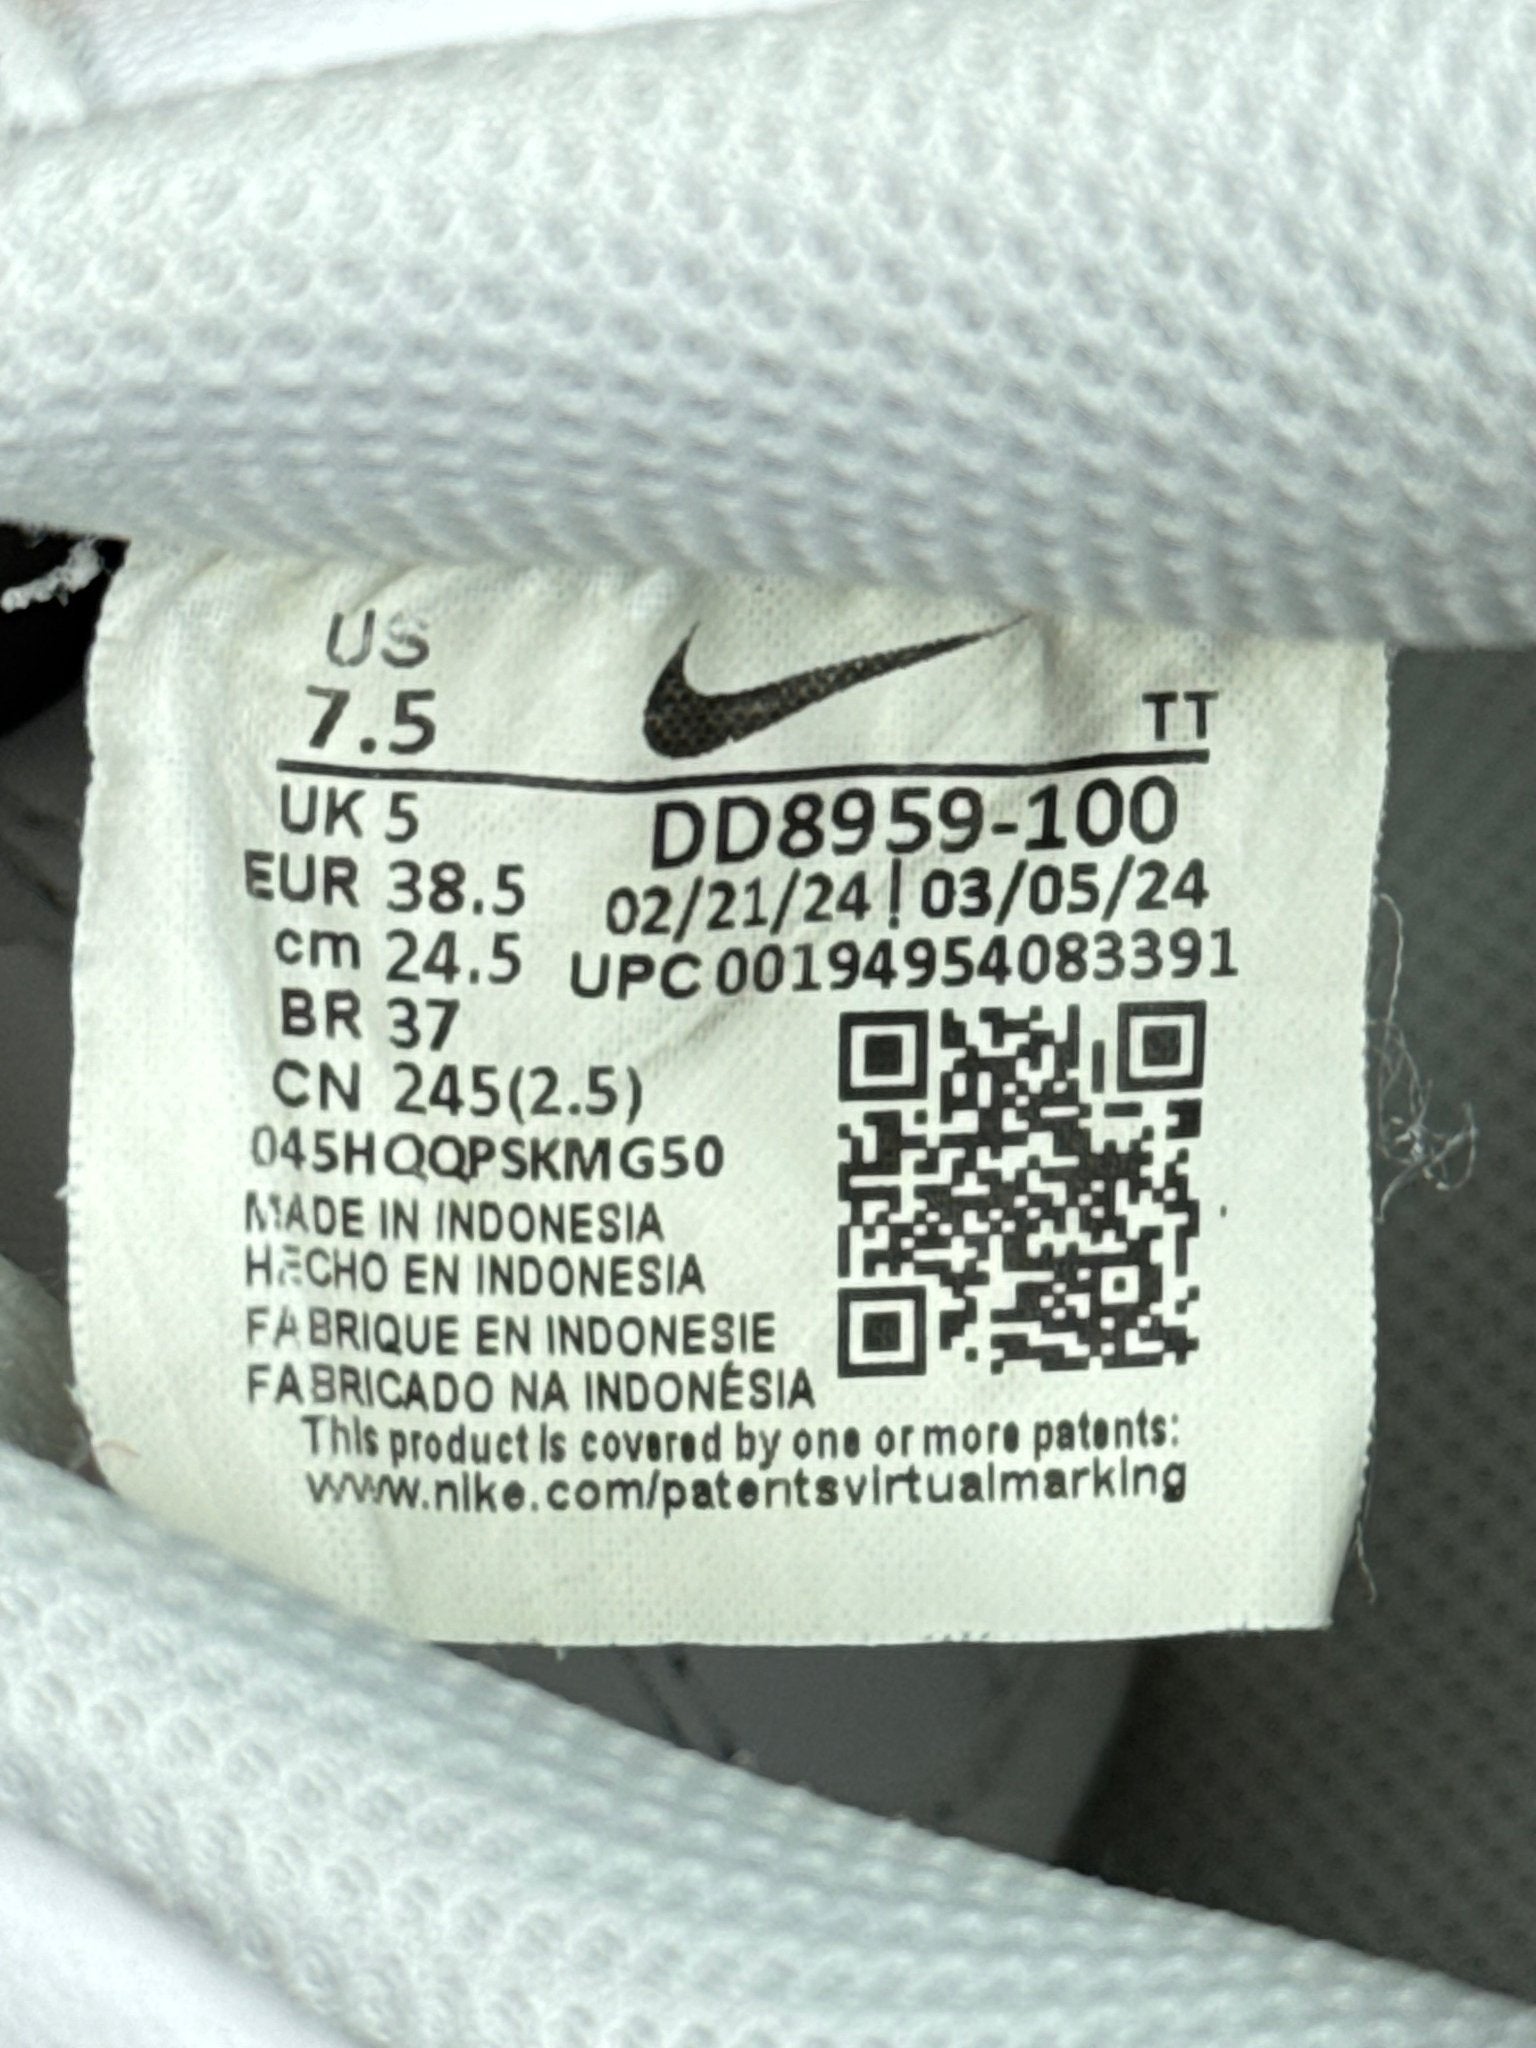 US
7.5
TT
UK 5
DD8959-100
EUR 38.5
02/21/24 | 03/05/24
cm 24.5
UPC 00194954083391
BR 37
CN 245(2.5)
045HQQPSKMG50
MADE IN INDONESIA
HECHO EN INDONESIA
FABRIQUE EN INDONESIE
FABRICADO NA INDONÉSIA
This product is covered by one or more patents:
www.nike.com/patentsvirtualmarking